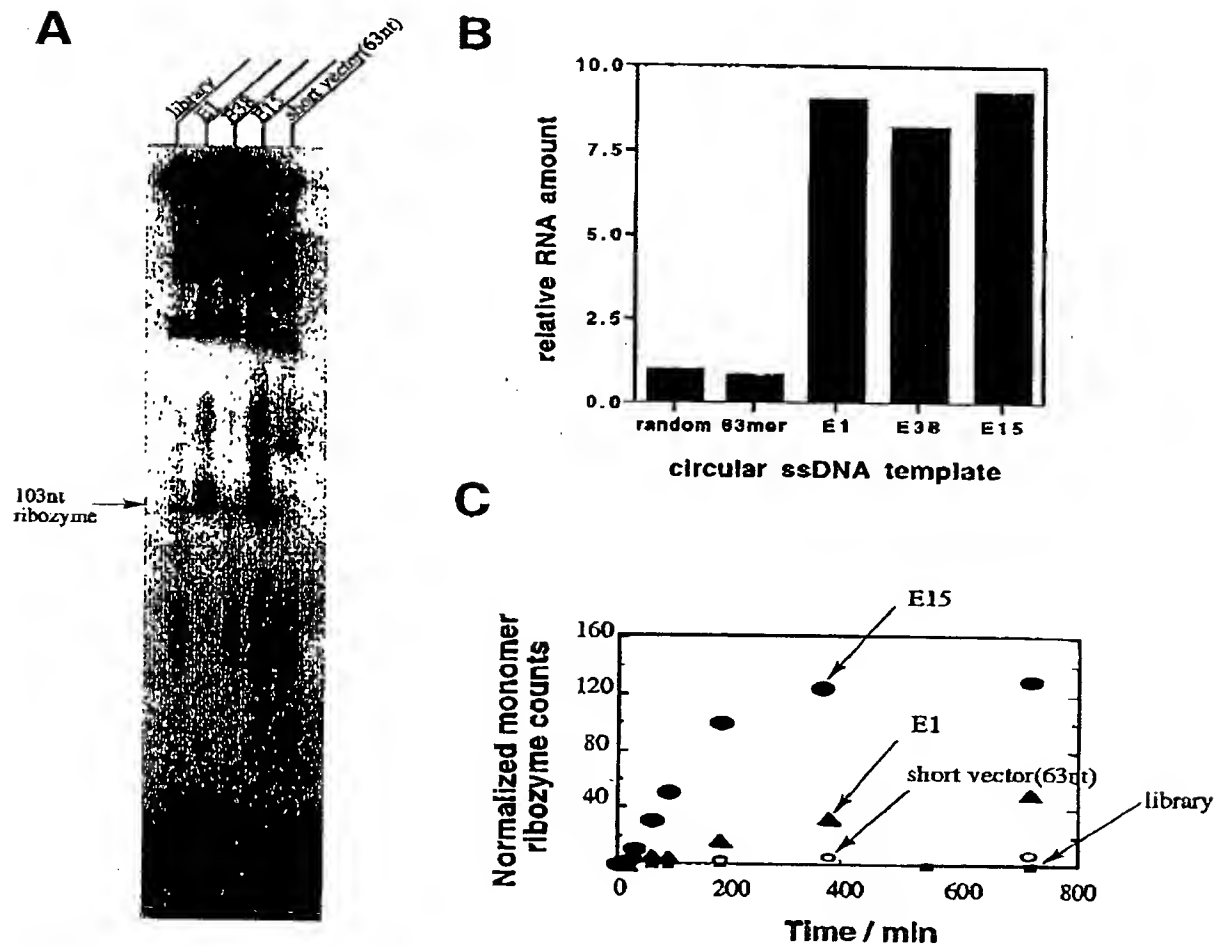 A
library
E1
E38
E15
short vector(63nt)
103nt
ribozyme
B
relative RNA amount
10.0
7.5
5.0
2.5
0.0
random 63mer E1 E38 E15
circular ssDNA template
C
Normalized monomer
ribozyme counts
160
120
80
40
0 200 400 600 800
Time / min
E15
E1
short vector(63nt)
library